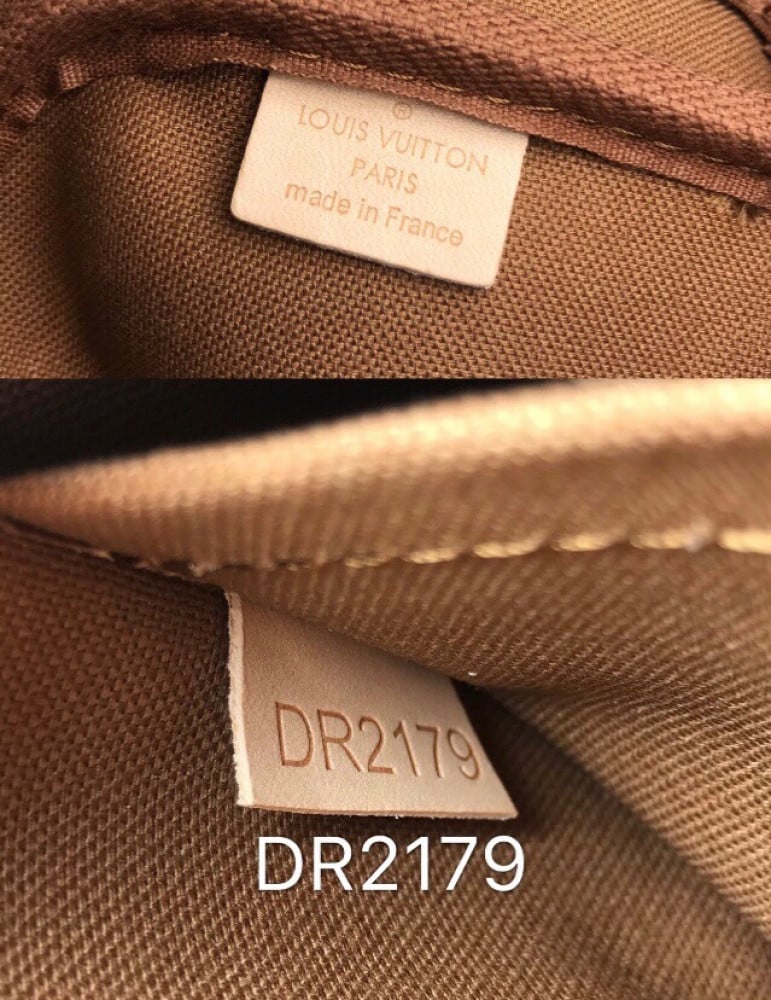 ®
LOUIS VUITTON
PARIS
made in France
DR2179
DR2179